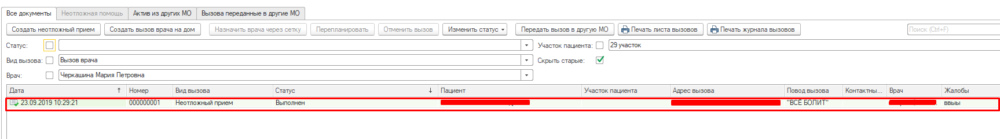 Все документы Неотложная помощь Актив из других МО Вызова переданные в другие МО
Создать неотложный прием Создать вызов врача на дом Назначить врача через сетку Перепланировать Отменить вызов Изменить статус Передать вызов в другую МО Печать листа вызовов Печать журнала вызовов Поиск (Ctrl+F)
Статус: Участок пациента: 29 участок
Вид вызова: Вызов врача Скрыть старые:
Врач: Черкашина Мария Петровна
Дата Номер Вид вызова Статус Пациент Участок пациента Адрес вызова Повод вызова Контактны... Врач Жалобы
23.09.2019 10:29:21 000000001 Неотложный прием Выполнен "ВСЁ БОЛИТ" ввыы